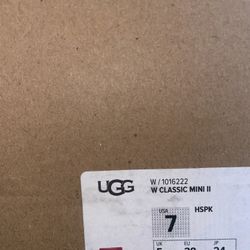 UGG
W / 1016222
W CLASSIC MINI II
USA
7
HSPK
UK
EU
JP